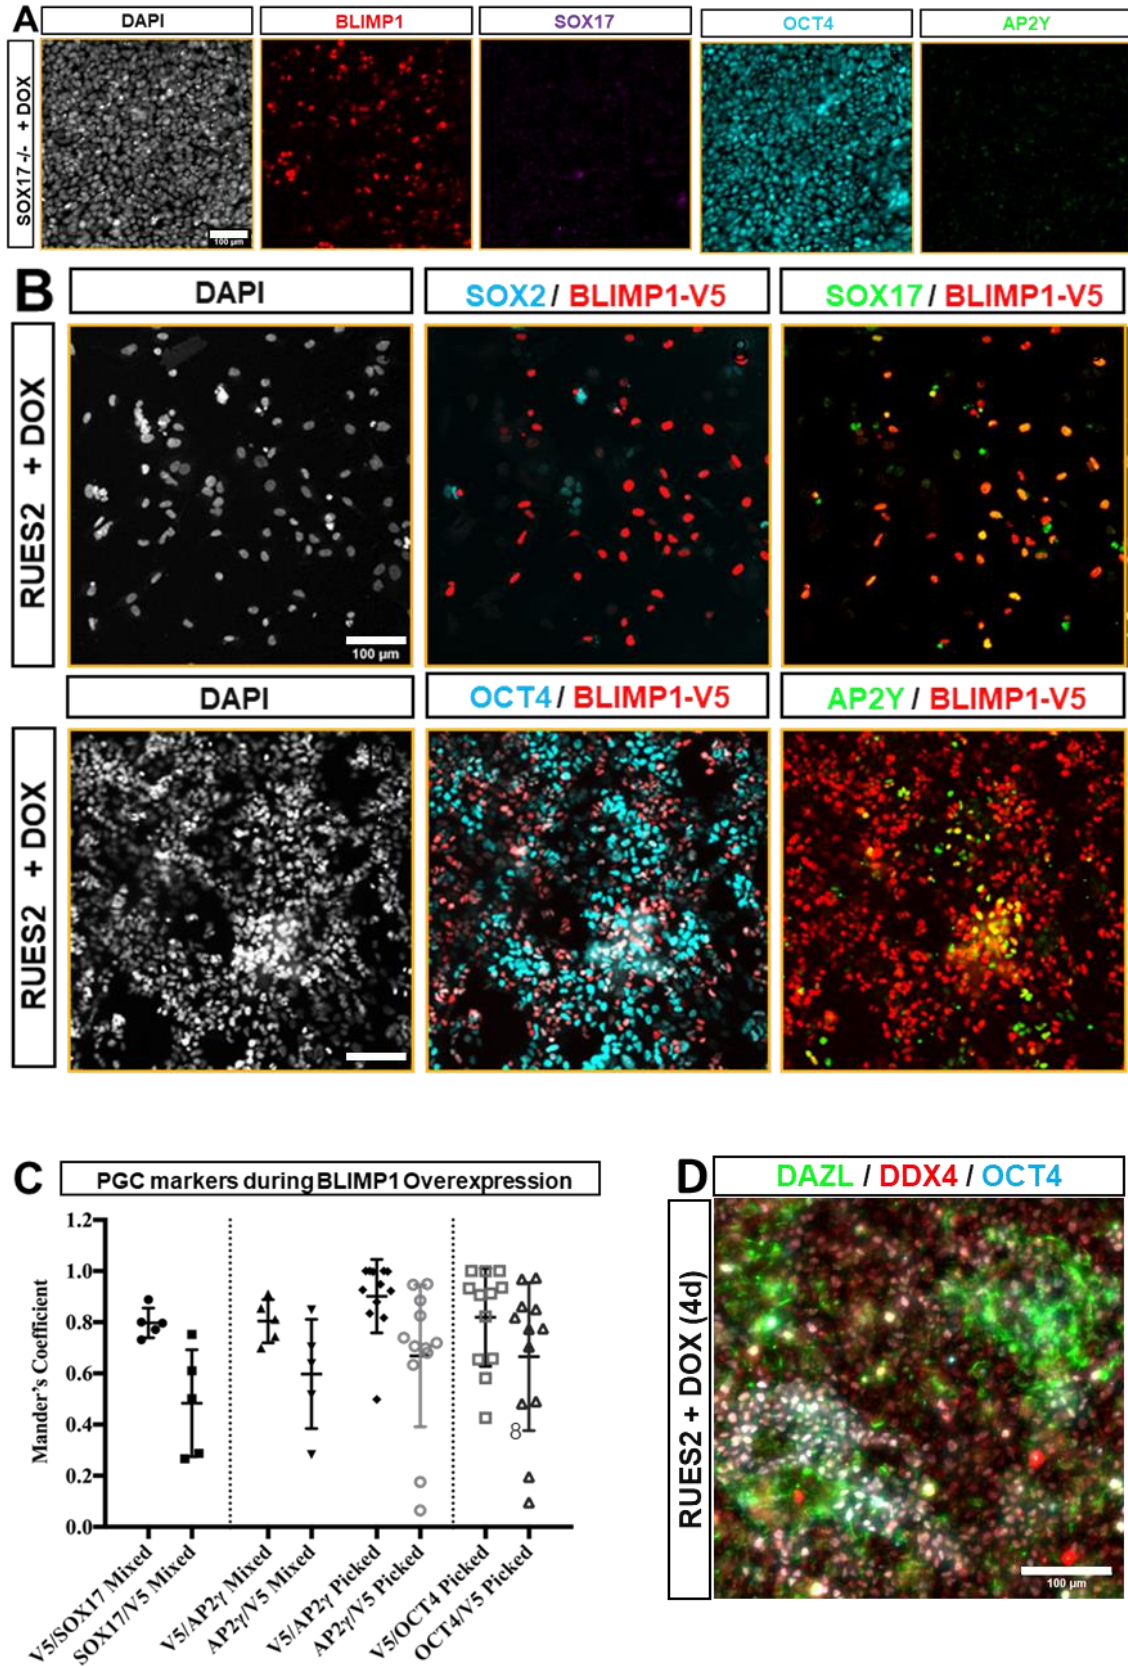 A
DAPI
BLIMP1
SOX17
OCT4
AP2Y
SOX17 -/- + DOX
100 µm
B
DAPI
SOX2 / BLIMP1-V5
SOX17 / BLIMP1-V5
RUES2 + DOX
100 µm
DAPI
OCT4 / BLIMP1-V5
AP2Y / BLIMP1-V5
RUES2 + DOX
C
PGC markers during BLIMP1 Overexpression
Mander's Coefficient
1.2
1.0
0.8
0.6
0.4
0.2
0.0
V5/SOX17 Mixed
SOX17/V5 Mixed
V5/AP2γ Mixed
AP2γ/V5 Mixed
V5/AP2γ Picked
AP2γ/V5 Picked
V5/OCT4 Picked
OCT4/V5 Picked
D
DAZL / DDX4 / OCT4
RUES2 + DOX (4d)
100 µm